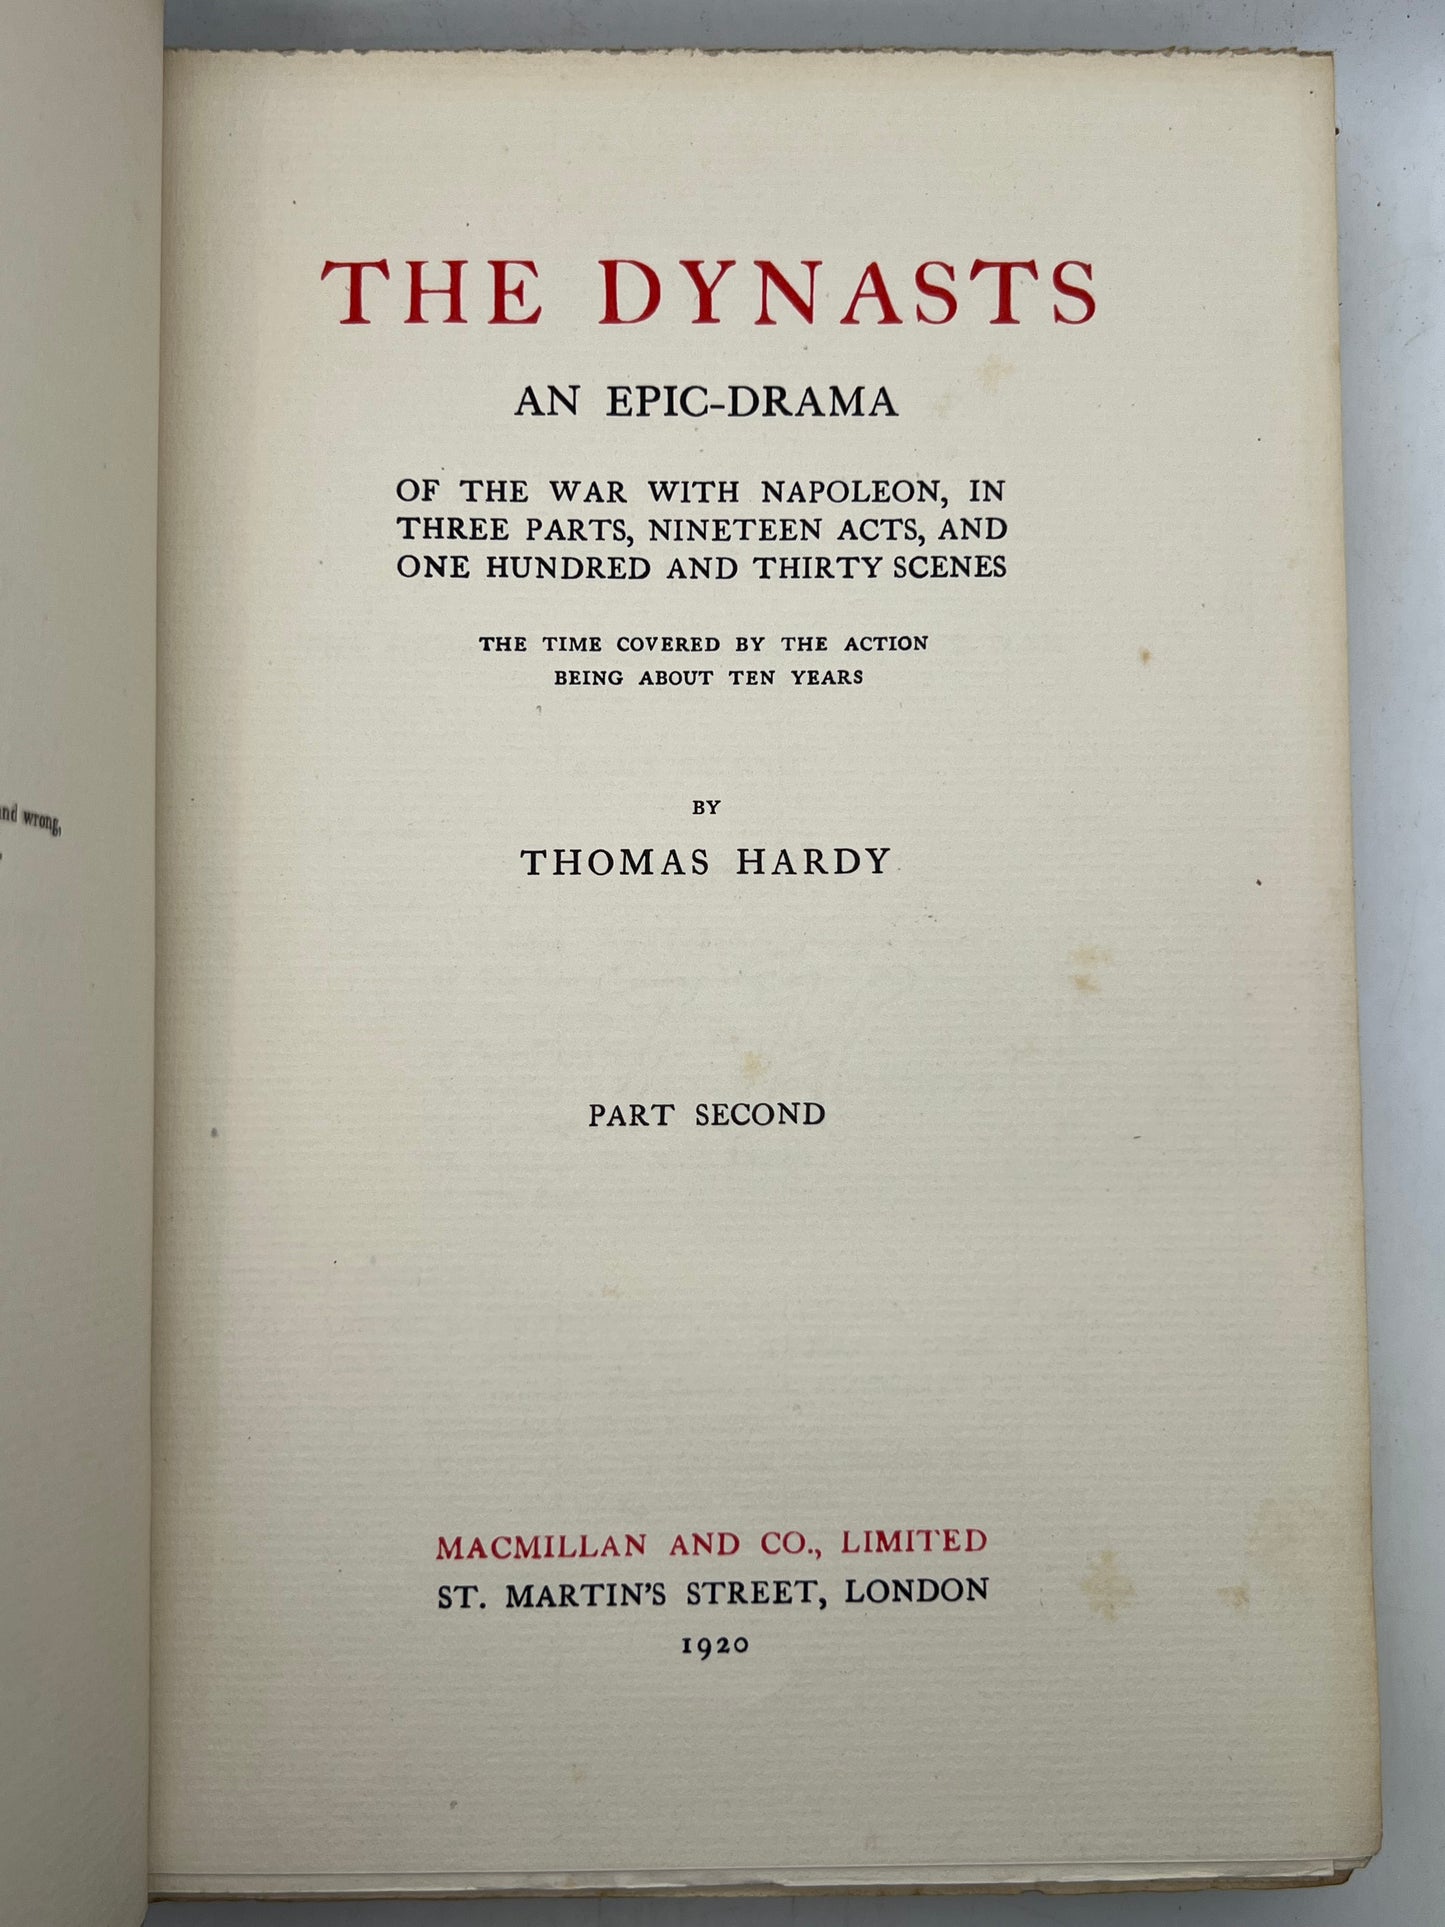 wrong,
THE DYNASTS
AN EPIC-DRAMA
OF THE WAR WITH NAPOLEON, IN
THREE PARTS, NINETEEN ACTS, AND
ONE HUNDRED AND THIRTY SCENES
THE TIME COVERED BY THE ACTION
BEING ABOUT TEN YEARS
BY
THOMAS HARDY
PART SECOND
MACMILLAN AND CO., LIMITED
ST. MARTIN'S STREET, LONDON
1920